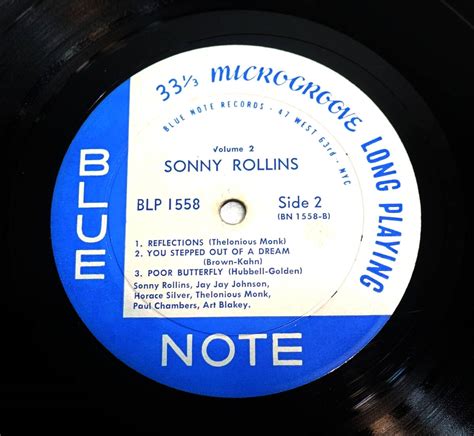 33⅓ MICROGROOVE LONG PLAYING
BLUE NOTE RECORDS · 47 WEST 63rd · NYC
Volume 2
SONNY ROLLINS
BLP 1558
Side 2
(BN 1558-B)
1. REFLECTIONS (Thelonious Monk)
2. YOU STEPPED OUT OF A DREAM
(Brown-Kahn)
3. POOR BUTTERFLY (Hubbell-Golden)
Sonny Rollins, Jay Jay Johnson,
Horace Silver, Thelonious Monk,
Paul Chambers, Art Blakey.
BLUE
NOTE